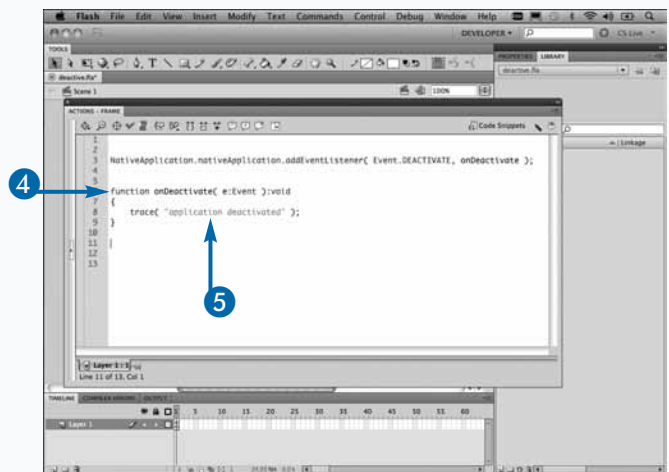 Flash File Edit View Insert Modify Text Commands Control Debug Window Help
DEVELOPER CS Live
TOOLS
PROPERTIES LIBRARY
deactive.fla*
deactive.fla
Scene 1 100%
ACTIONS - FRAME
Code Snippets
Linkage
1
2
3 NativeApplication.nativeApplication.addEventListener( Event.DEACTIVATE, onDeactivate );
4
5
6 function onDeactivate( e:Event ):void
7 {
8 trace( "application deactivated" );
9 }
10
11
12
13
4
5
Layer 1 : 1
Line 11 of 13, Col 1
TIMELINE COMPILER ERRORS OUTPUT
5 10 15 20 25 30 35 40 45 50 55 60
Layer 1